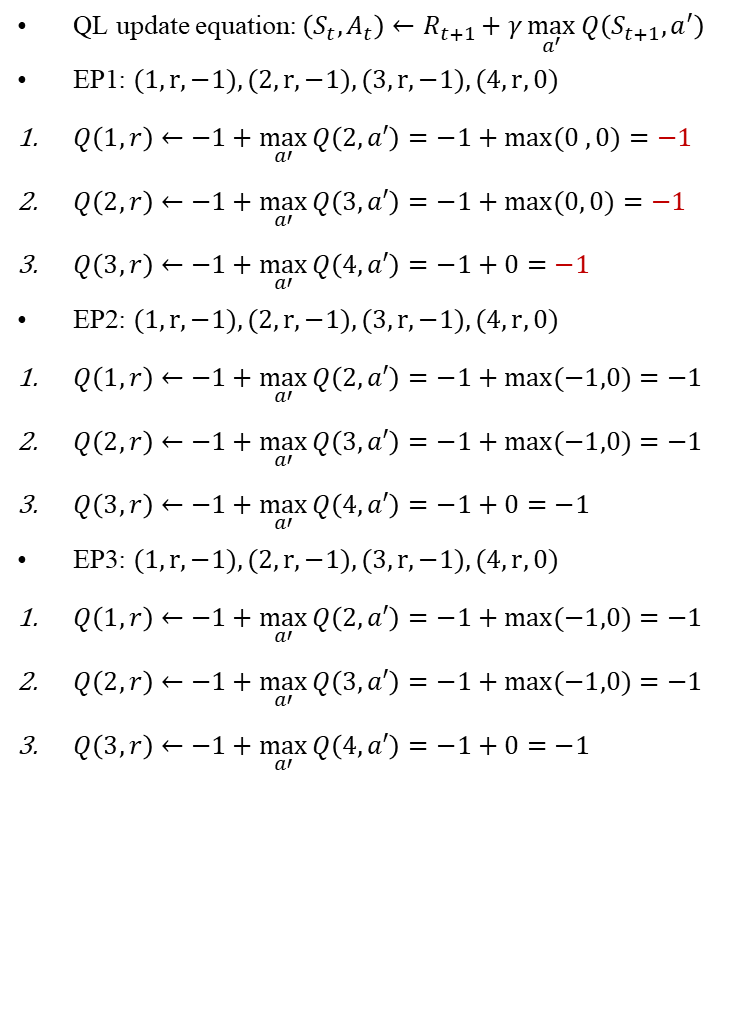 • QL update equation: (Sₜ, Aₜ) ← Rₜ₊₁ + γ max_{a′} Q(Sₜ₊₁, a′)
• EP1: (1, r, −1), (2, r, −1), (3, r, −1), (4, r, 0)
1. Q(1, r) ← −1 + max_{a′} Q(2, a′) = −1 + max(0 , 0) = −1
2. Q(2, r) ← −1 + max_{a′} Q(3, a′) = −1 + max(0, 0) = −1
3. Q(3, r) ← −1 + max_{a′} Q(4, a′) = −1 + 0 = −1
• EP2: (1, r, −1), (2, r, −1), (3, r, −1), (4, r, 0)
1. Q(1, r) ← −1 + max_{a′} Q(2, a′) = −1 + max(−1,0) = −1
2. Q(2, r) ← −1 + max_{a′} Q(3, a′) = −1 + max(−1,0) = −1
3. Q(3, r) ← −1 + max_{a′} Q(4, a′) = −1 + 0 = −1
• EP3: (1, r, −1), (2, r, −1), (3, r, −1), (4, r, 0)
1. Q(1, r) ← −1 + max_{a′} Q(2, a′) = −1 + max(−1,0) = −1
2. Q(2, r) ← −1 + max_{a′} Q(3, a′) = −1 + max(−1,0) = −1
3. Q(3, r) ← −1 + max_{a′} Q(4, a′) = −1 + 0 = −1